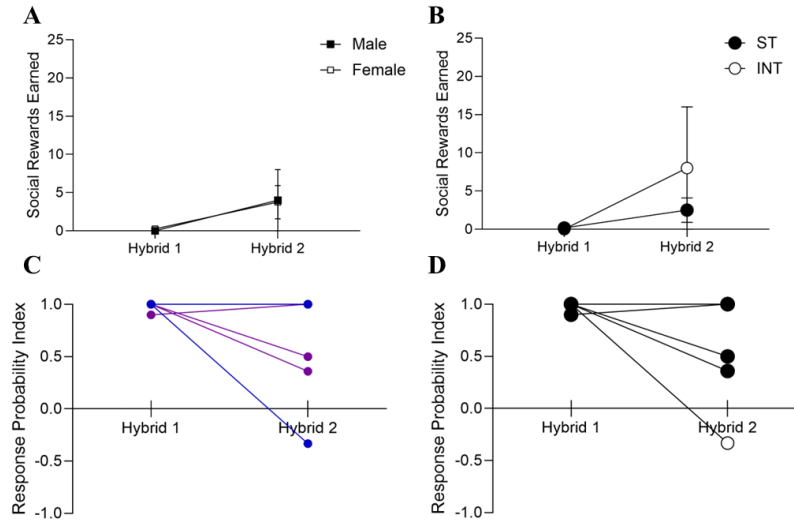 A
Social Rewards Earned
25
20
15
10
5
0
Hybrid 1
Hybrid 2
Male
Female
B
Social Rewards Earned
25
20
15
10
5
0
Hybrid 1
Hybrid 2
ST
INT
C
Response Probability Index
1.0
0.5
0.0
-0.5
-1.0
Hybrid 1
Hybrid 2
D
Response Probability Index
1.0
0.5
0.0
-0.5
-1.0
Hybrid 1
Hybrid 2